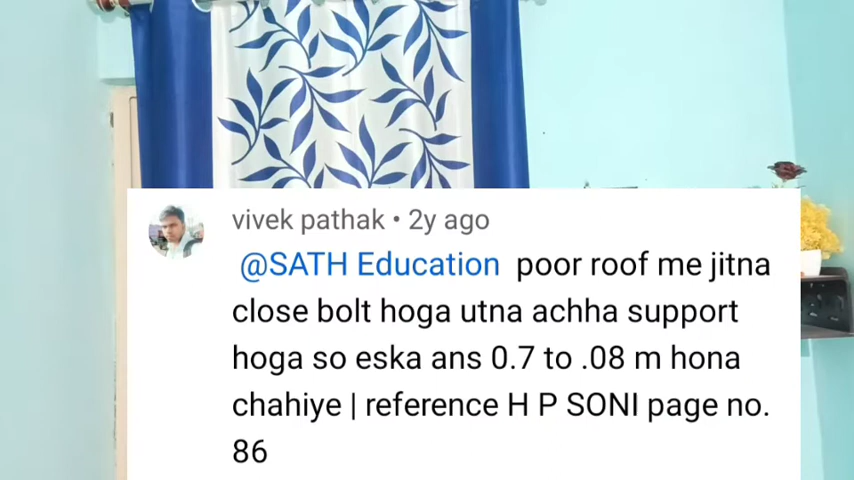 vivek pathak • 2y ago
@SATH Education poor roof me jitna
close bolt hoga utna achha support
hoga so eska ans 0.7 to .08 m hona
chahiye | reference H P SONI page no.
86